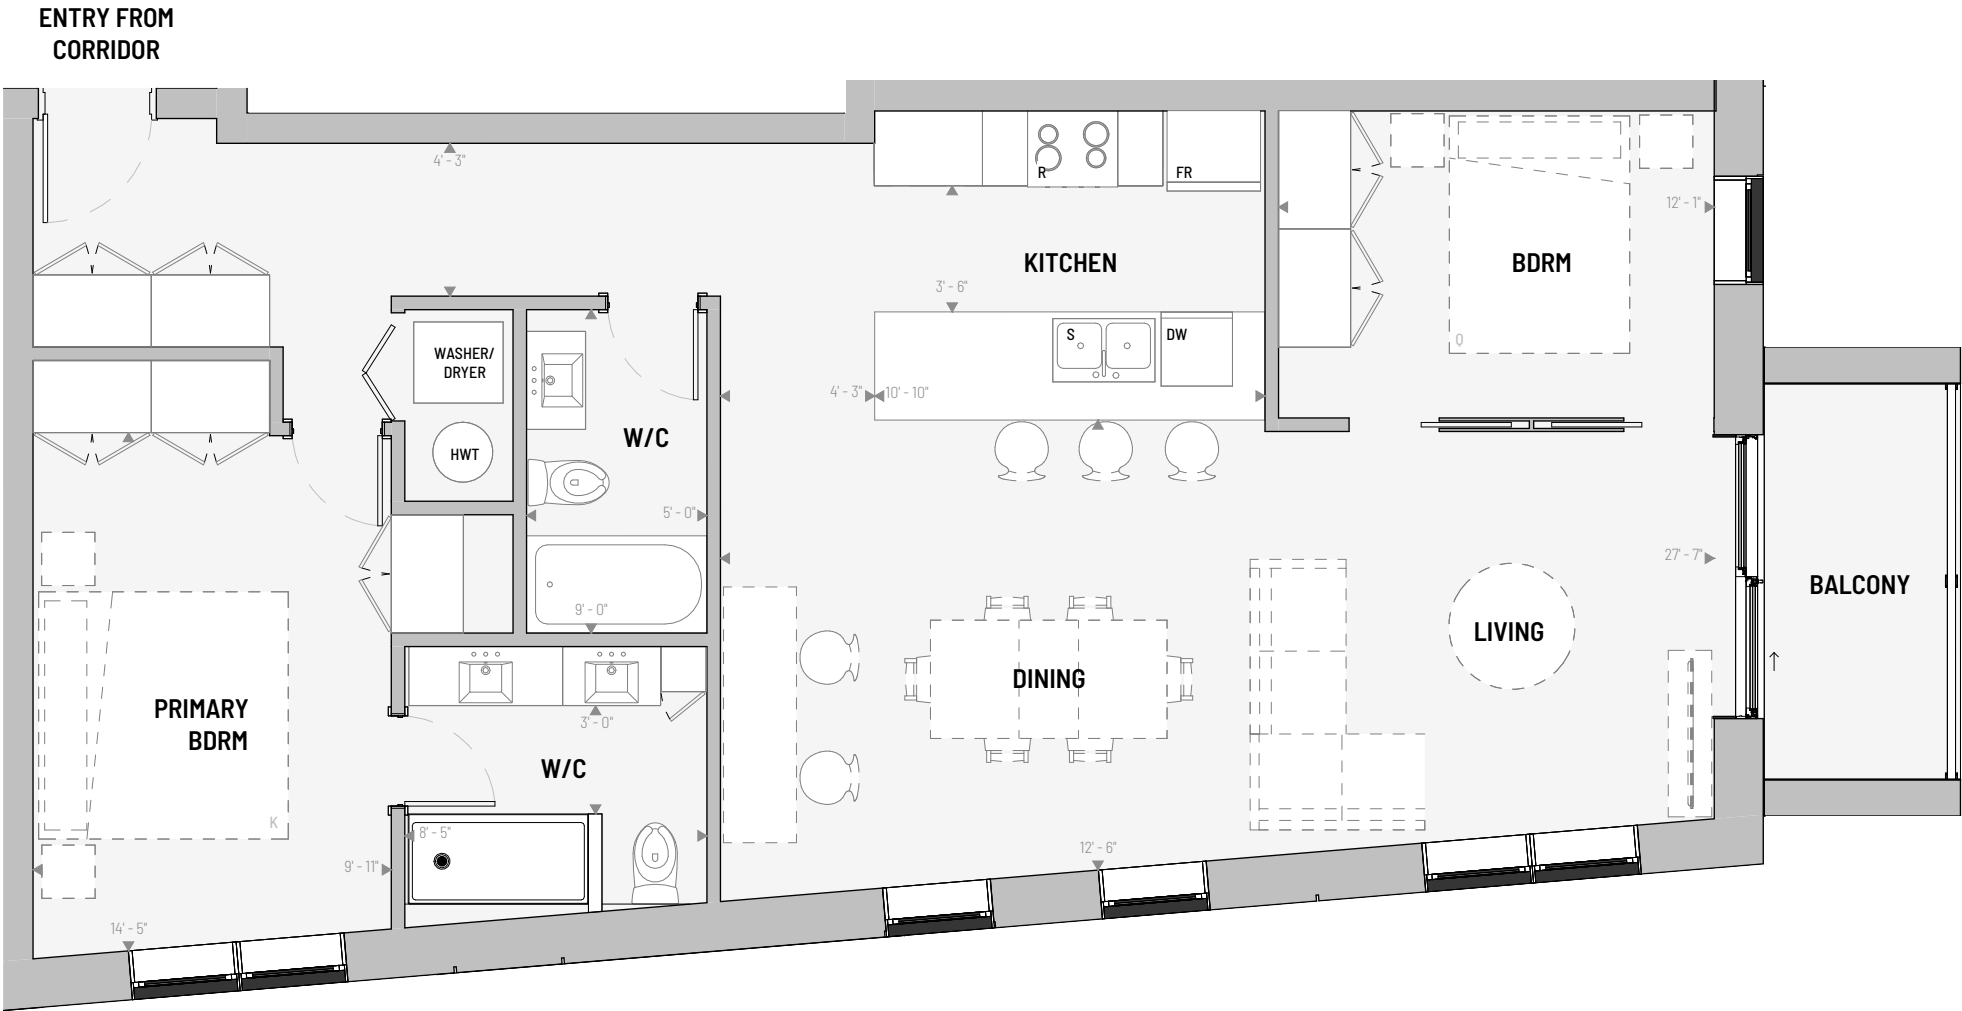 ENTRY FROM
CORRIDOR
4' - 3"
R
FR
12' - 1"
KITCHEN
BDRM
3' - 6"
S
DW
Q
WASHER/
DRYER
4' - 3"
10' - 10"
W/C
HWT
5' - 0"
27' - 7"
BALCONY
9' - 0"
LIVING
DINING
PRIMARY
BDRM
3' - 0"
W/C
K
8' - 5"
9' - 11"
12' - 6"
14' - 5"